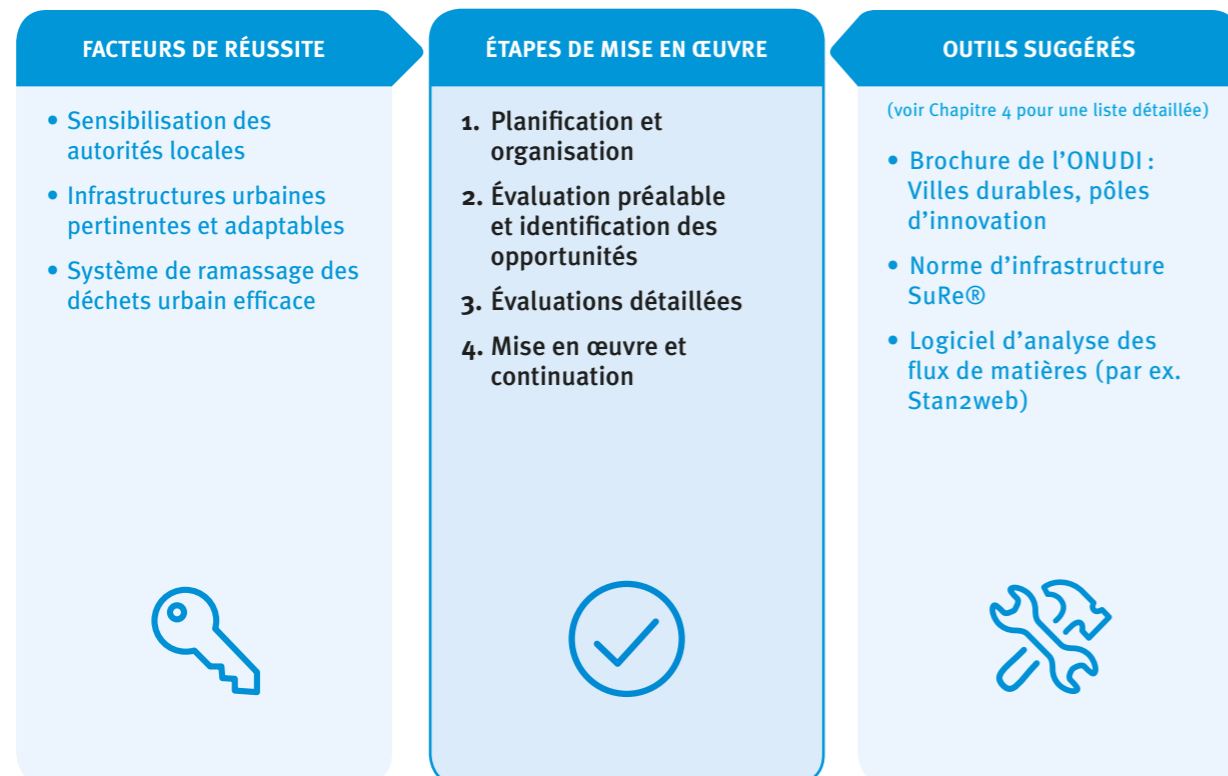 FACTEURS DE RÉUSSITE
• Sensibilisation des
autorités locales
• Infrastructures urbaines
pertinentes et adaptables
• Système de ramassage des
déchets urbain efficace
ÉTAPES DE MISE EN ŒUVRE
1. Planification et
organisation
2. Évaluation préalable
et identification des
opportunités
3. Évaluations détaillées
4. Mise en œuvre et
continuation
OUTILS SUGGÉRÉS
(voir Chapitre 4 pour une liste détaillée)
• Brochure de l’ONUDI :
Villes durables, pôles
d’innovation
• Norme d’infrastructure
SuRe®
• Logiciel d’analyse des
flux de matières (par ex.
Stan2web)